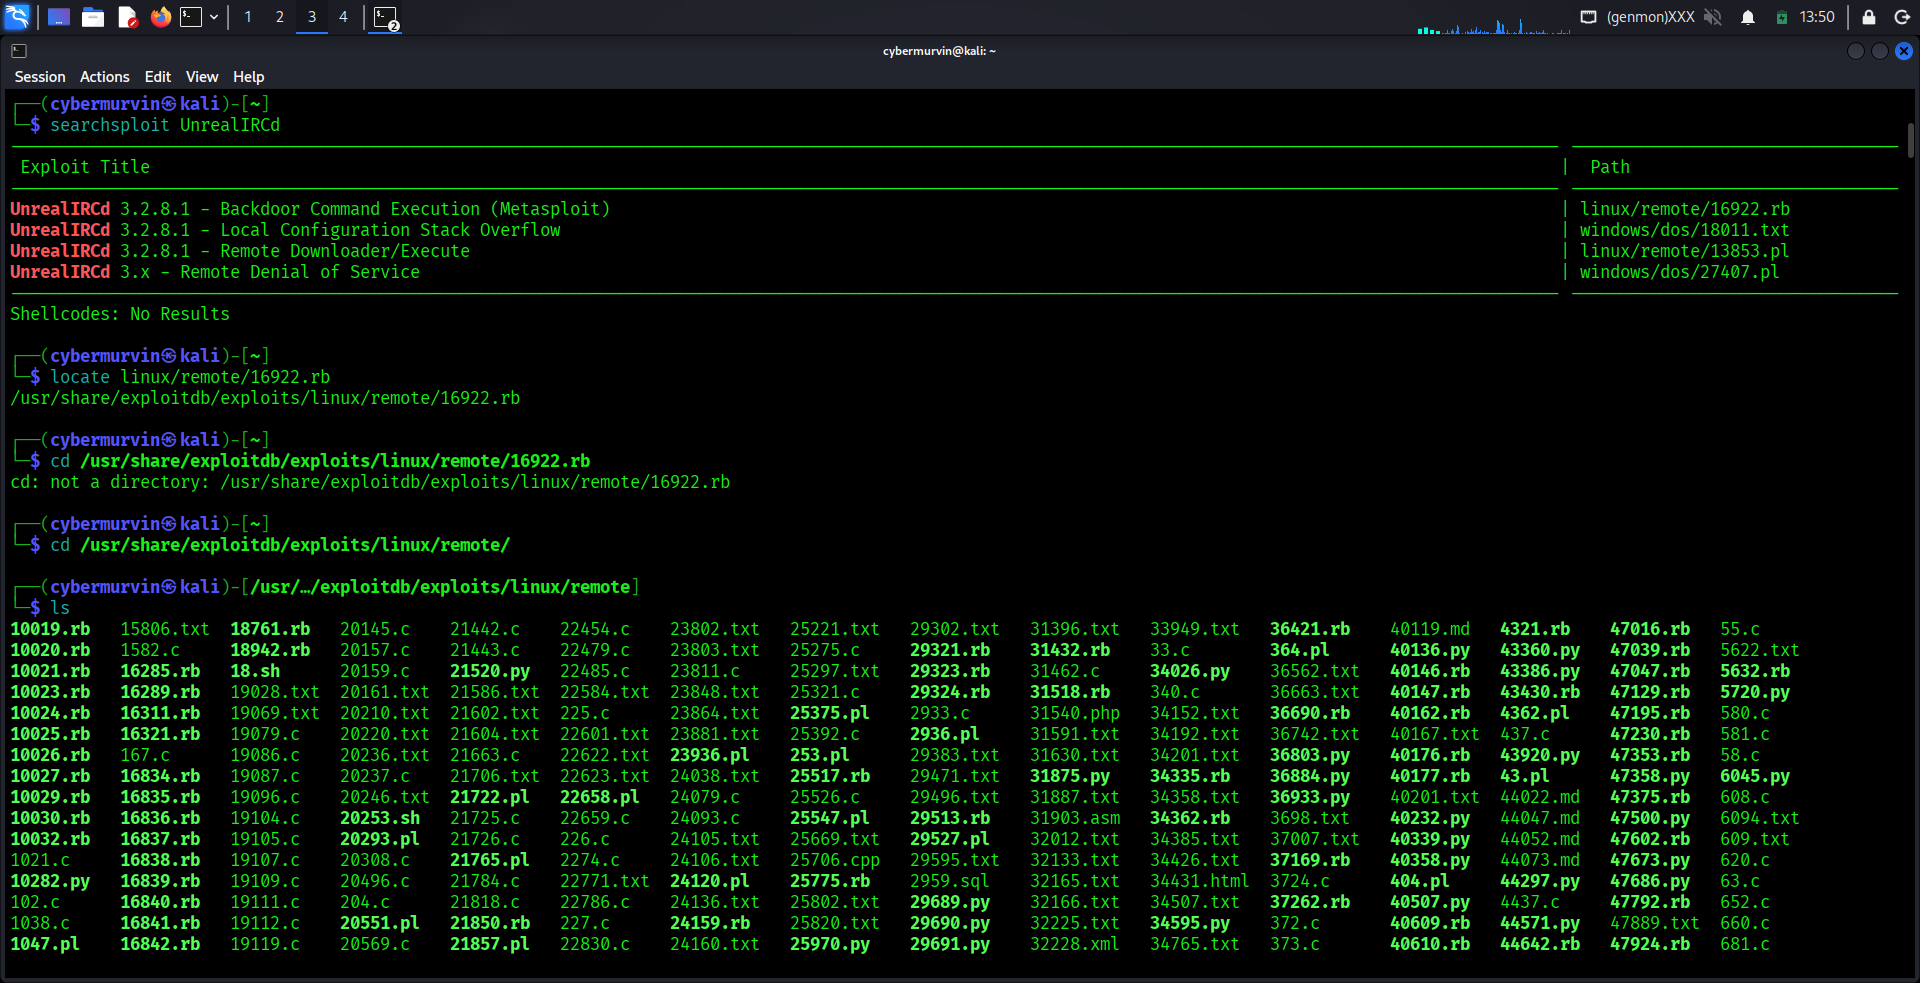 1 2 3 4 2 (genmon)XXX 13:50
cybermurvin@kali: ~
Session Actions Edit View Help
(cybermurvin㉿kali)-[~]
$ searchsploit UnrealIRCd
Exploit Title | Path
UnrealIRCd 3.2.8.1 - Backdoor Command Execution (Metasploit) | linux/remote/16922.rb
UnrealIRCd 3.2.8.1 - Local Configuration Stack Overflow | windows/dos/18011.txt
UnrealIRCd 3.2.8.1 - Remote Downloader/Execute | linux/remote/13853.pl
UnrealIRCd 3.x - Remote Denial of Service | windows/dos/27407.pl
Shellcodes: No Results
(cybermurvin㉿kali)-[~]
$ locate linux/remote/16922.rb
/usr/share/exploitdb/exploits/linux/remote/16922.rb
(cybermurvin㉿kali)-[~]
$ cd /usr/share/exploitdb/exploits/linux/remote/16922.rb
cd: not a directory: /usr/share/exploitdb/exploits/linux/remote/16922.rb
(cybermurvin㉿kali)-[~]
$ cd /usr/share/exploitdb/exploits/linux/remote/
(cybermurvin㉿kali)-[/usr/…/exploitdb/exploits/linux/remote]
$ ls
10019.rb 15806.txt 18761.rb 20145.c 21442.c 22454.c 23802.txt 25221.txt 29302.txt 31396.txt 33949.txt 36421.rb 40119.md 4321.rb 47016.rb 55.c
10020.rb 1582.c 18942.rb 20157.c 21443.c 22479.c 23803.txt 25275.c 29321.rb 31432.rb 33.c 364.pl 40136.py 43360.py 47039.rb 5622.txt
10021.rb 16285.rb 18.sh 20159.c 21520.py 22485.c 23811.c 25297.txt 29323.rb 31462.c 34026.py 36562.txt 40146.rb 43386.py 47047.rb 5632.rb
10023.rb 16289.rb 19028.txt 20161.txt 21586.txt 22584.txt 23848.txt 25321.c 29324.rb 31518.rb 340.c 36663.txt 40147.rb 43430.rb 47129.rb 5720.py
10024.rb 16311.rb 19069.txt 20210.txt 21602.txt 225.c 23864.txt 25375.pl 2933.c 31540.php 34152.txt 36690.rb 40162.rb 4362.pl 47195.rb 580.c
10025.rb 16321.rb 19079.c 20220.txt 21604.txt 22601.txt 23881.txt 25392.c 2936.pl 31591.txt 34192.txt 36742.txt 40167.txt 437.c 47230.rb 581.c
10026.rb 167.c 19086.c 20236.txt 21663.c 22622.txt 23936.pl 253.pl 29383.txt 31630.txt 34201.txt 36803.py 40176.rb 43920.py 47353.rb 58.c
10027.rb 16834.rb 19087.c 20237.c 21706.txt 22623.txt 24038.txt 25517.rb 29471.txt 31875.py 34335.rb 36884.py 40177.rb 43.pl 47358.py 6045.py
10029.rb 16835.rb 19096.c 20246.txt 21722.pl 22658.pl 24079.c 25526.c 29496.txt 31887.txt 34358.txt 36933.py 40201.txt 44022.md 47375.rb 608.c
10030.rb 16836.rb 19104.c 20253.sh 21725.c 22659.c 24093.c 25547.pl 29513.rb 31903.asm 34362.rb 3698.txt 40232.py 44047.md 47500.py 6094.txt
10032.rb 16837.rb 19105.c 20293.pl 21726.c 226.c 24105.txt 25669.txt 29527.pl 32012.txt 34385.txt 37007.txt 40339.py 44052.md 47602.rb 609.txt
1021.c 16838.rb 19107.c 20308.c 21765.pl 2274.c 24106.txt 25706.cpp 29595.txt 32133.txt 34426.txt 37169.rb 40358.py 44073.md 47673.py 620.c
10282.py 16839.rb 19109.c 20496.c 21784.c 22771.txt 24120.pl 25775.rb 2959.sql 32165.txt 34431.html 3724.c 404.pl 44297.py 47686.py 63.c
102.c 16840.rb 19111.c 204.c 21818.c 22786.c 24136.txt 25802.txt 29689.py 32166.txt 34507.txt 37262.rb 40507.py 4437.c 47792.rb 652.c
1038.c 16841.rb 19112.c 20551.pl 21850.rb 227.c 24159.rb 25820.txt 29690.py 32225.txt 34595.py 372.c 40609.rb 44571.py 47889.txt 660.c
1047.pl 16842.rb 19119.c 20569.c 21857.pl 22830.c 24160.txt 25970.py 29691.py 32228.xml 34765.txt 373.c 40610.rb 44642.rb 47924.rb 681.c